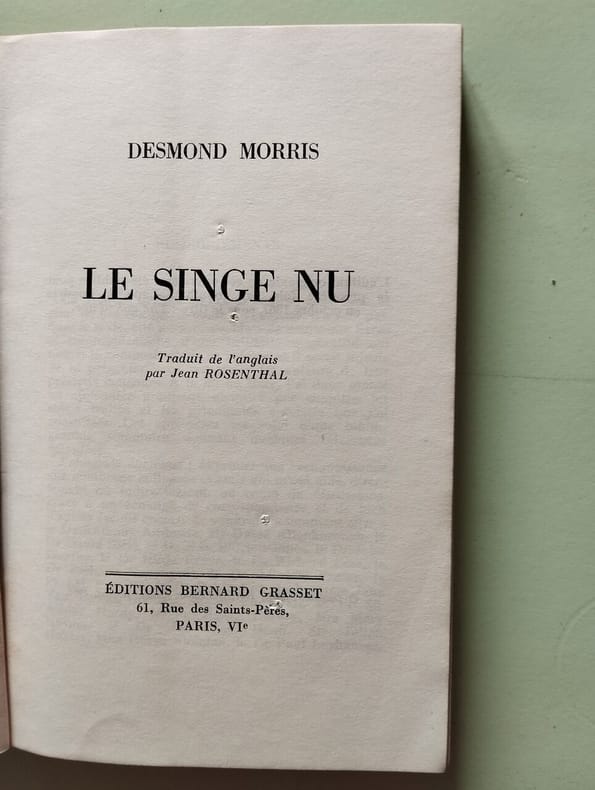 DESMOND MORRIS
LE SINGE NU
Traduit de l'anglais
par Jean ROSENTHAL
ÉDITIONS BERNARD GRASSET
61, Rue des Saints-Pères,
PARIS, VIe